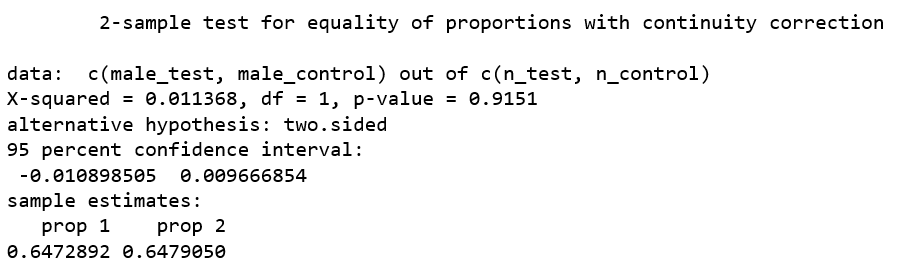 2-sample test for equality of proportions with continuity correction
data:  c(male_test, male_control) out of c(n_test, n_control)
X-squared = 0.011368, df = 1, p-value = 0.9151
alternative hypothesis: two.sided
95 percent confidence interval:
-0.010898505  0.009666854
sample estimates:
prop 1    prop 2
0.6472892 0.6479050